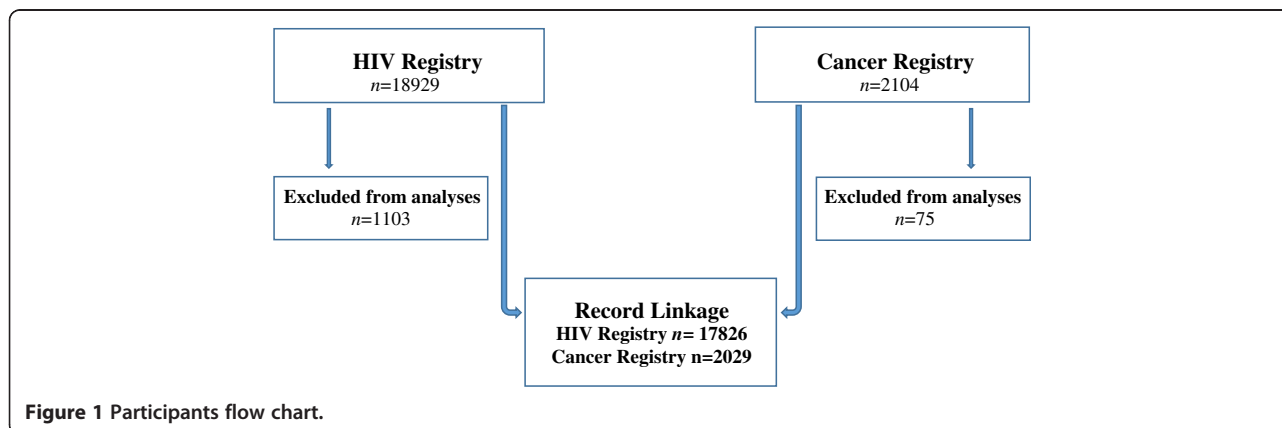 HIV Registry
n=18929
Cancer Registry
n=2104
Excluded from analyses
n=1103
Excluded from analyses
n=75
Record Linkage
HIV Registry n= 17826
Cancer Registry n=2029
Figure 1 Participants flow chart.